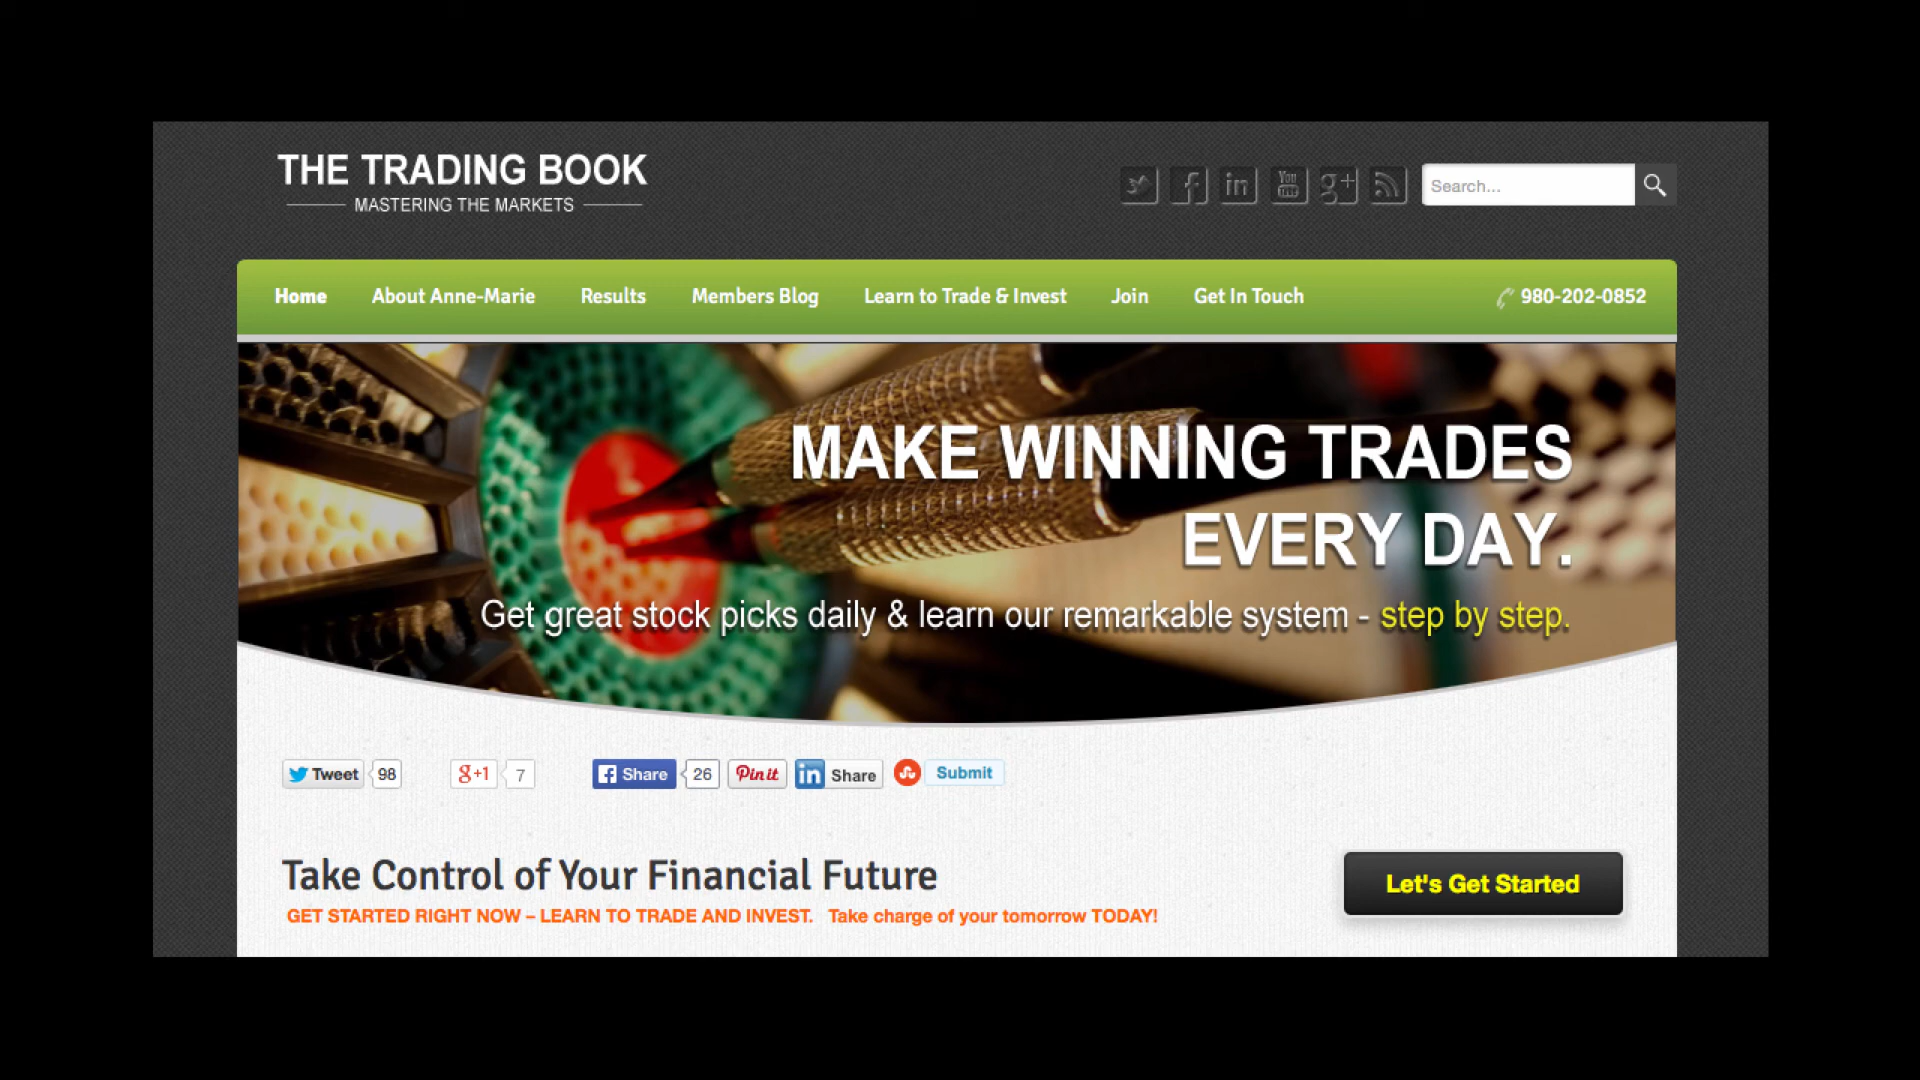 THE TRADING BOOK
MASTERING THE MARKETS
Search...
Home About Anne-Marie Results Members Blog Learn to Trade & Invest Join Get In Touch 980-202-0852
MAKE WINNING TRADES
EVERY DAY.
Get great stock picks daily & learn our remarkable system - step by step.
Tweet 98 g+1 7 Share 26 Pin it in Share Submit
Take Control of Your Financial Future
Let's Get Started
GET STARTED RIGHT NOW – LEARN TO TRADE AND INVEST. Take charge of your tomorrow TODAY!